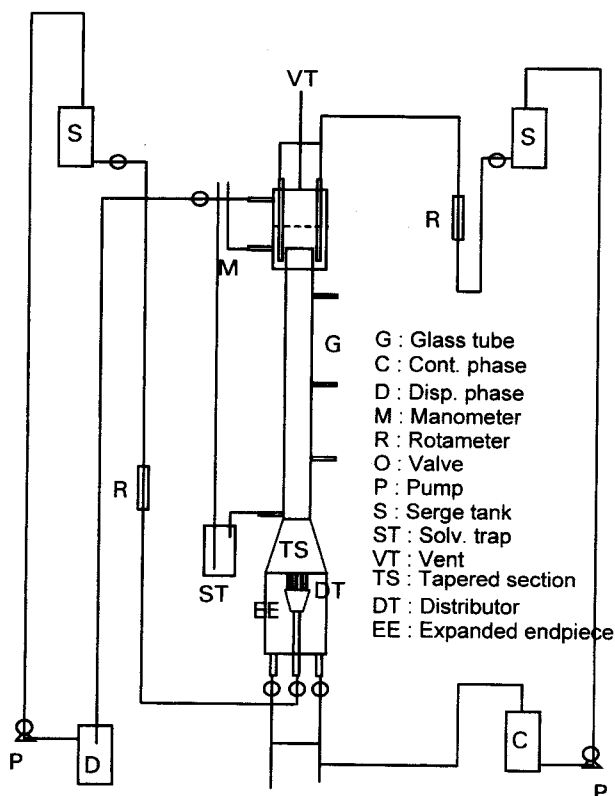 VT
S
S
R
M
G
G : Glass tube
C : Cont. phase
D : Disp. phase
M : Manometer
R : Rotameter
O : Valve
P : Pump
S : Serge tank
ST : Solv. trap
VT : Vent
TS : Tapered section
DT : Distributor
EE : Expanded endpiece
R
TS
ST
DT
EE
P
D
C
P